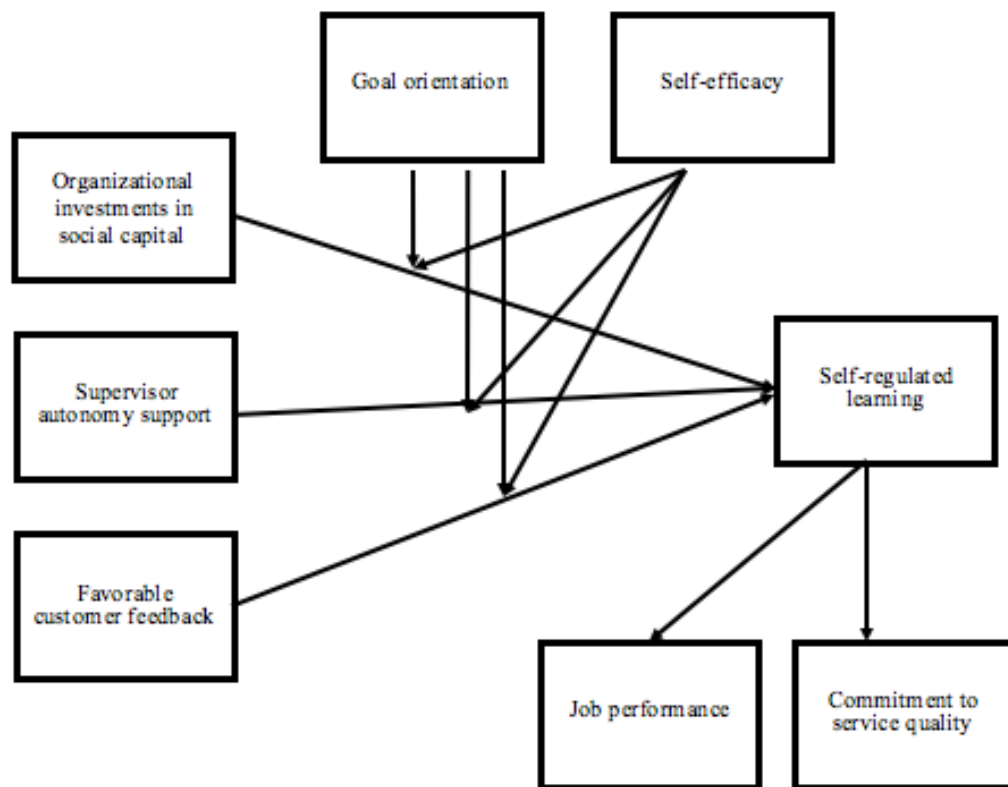 Goal orientation
Self-efficacy
Organizational
investments in
social capital
Supervisor
autonomy support
Self-regulated
learning
Favorable
customer feedback
Job performance
Commitment to
service quality